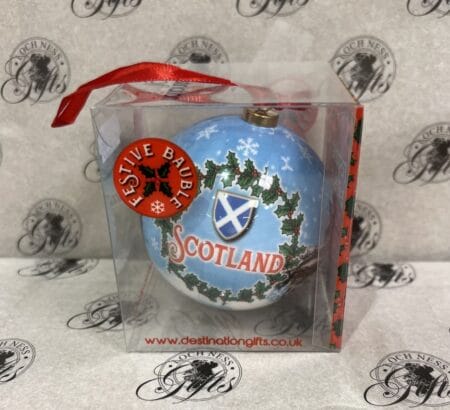 FESTIVE BAUBLE
SCOTLAND
www.destinationgifts.co.uk
LOCH NESS
Gifts